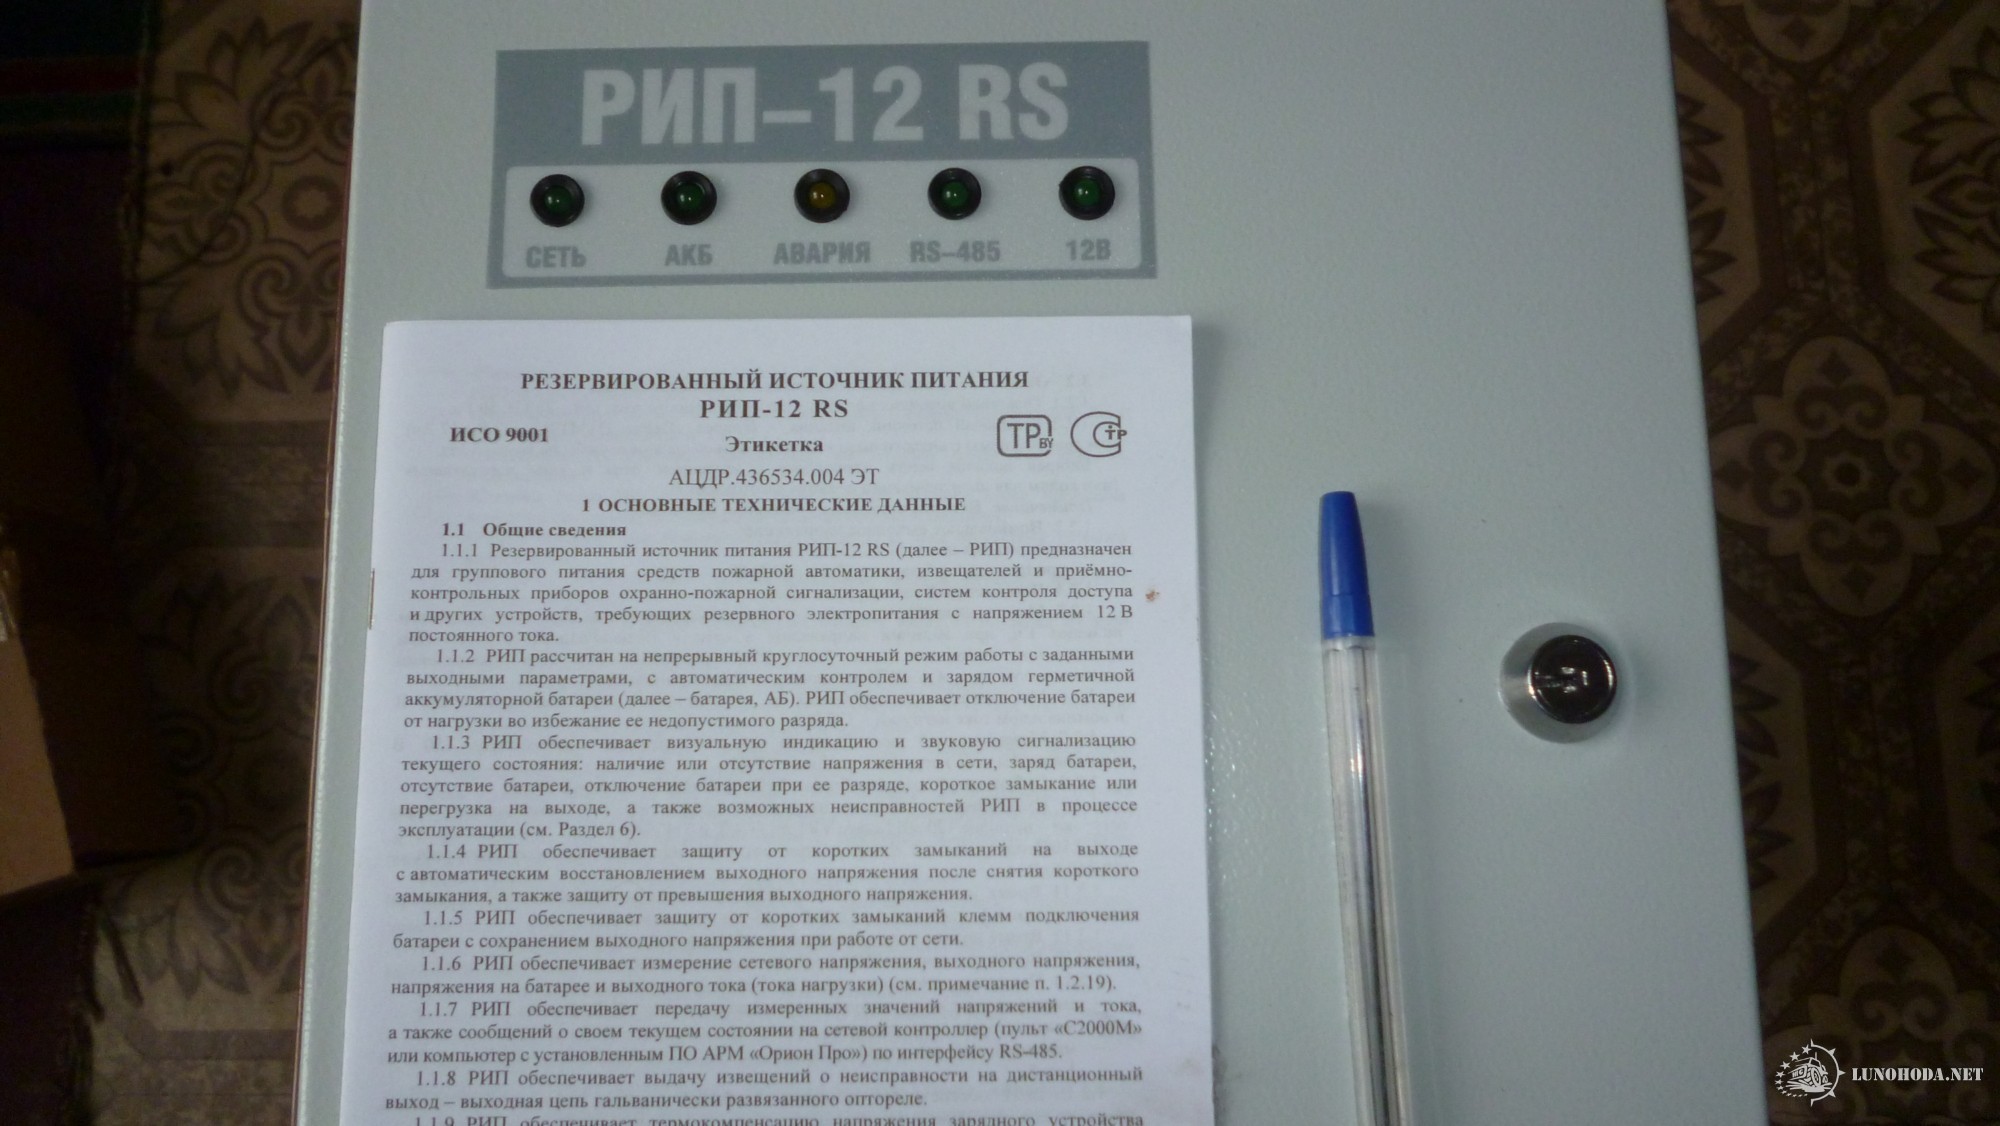 РИП-12 RS
СЕТЬ АКБ АВАРИЯ RS-485 12В
РЕЗЕРВИРОВАННЫЙ ИСТОЧНИК ПИТАНИЯ
РИП-12 RS
ИСО 9001
Этикетка
TP BY
С ТР
АЦДР.436534.004 ЭТ
1 ОСНОВНЫЕ ТЕХНИЧЕСКИЕ ДАННЫЕ
1.1 Общие сведения
1.1.1 Резервированный источник питания РИП-12 RS (далее – РИП) предназначен
для группового питания средств пожарной автоматики, извещателей и приёмно-
контрольных приборов охранно-пожарной сигнализации, систем контроля доступа
и других устройств, требующих резервного электропитания с напряжением 12 В
постоянного тока.
1.1.2 РИП рассчитан на непрерывный круглосуточный режим работы с заданными
выходными параметрами, с автоматическим контролем и зарядом герметичной
аккумуляторной батареи (далее – батарея, АБ). РИП обеспечивает отключение батареи
от нагрузки во избежание ее недопустимого разряда.
1.1.3 РИП обеспечивает визуальную индикацию и звуковую сигнализацию
текущего состояния: наличие или отсутствие напряжения в сети, заряд батареи,
отсутствие батареи, отключение батареи при ее разряде, короткое замыкание или
перегрузка на выходе, а также возможных неисправностей РИП в процессе
эксплуатации (см. Раздел 6).
1.1.4 РИП обеспечивает защиту от коротких замыканий на выходе
с автоматическим восстановлением выходного напряжения после снятия короткого
замыкания, а также защиту от превышения выходного напряжения.
1.1.5 РИП обеспечивает защиту от коротких замыканий клемм подключения
батареи с сохранением выходного напряжения при работе от сети.
1.1.6 РИП обеспечивает измерение сетевого напряжения, выходного напряжения,
напряжения на батарее и выходного тока (тока нагрузки) (см. примечание п. 1.2.19).
1.1.7 РИП обеспечивает передачу измеренных значений напряжений и тока,
а также сообщений о своем текущем состоянии на сетевой контроллер (пульт «С2000М»
или компьютер с установленным ПО АРМ «Орион Про») по интерфейсу RS-485.
1.1.8 РИП обеспечивает выдачу извещений о неисправности на дистанционный
выход – выходная цепь гальванически развязанного оптореле.
1.1.9 РИП обеспечивает термокомпенсацию напряжения зарядного устройства
LUNOHODA.NET